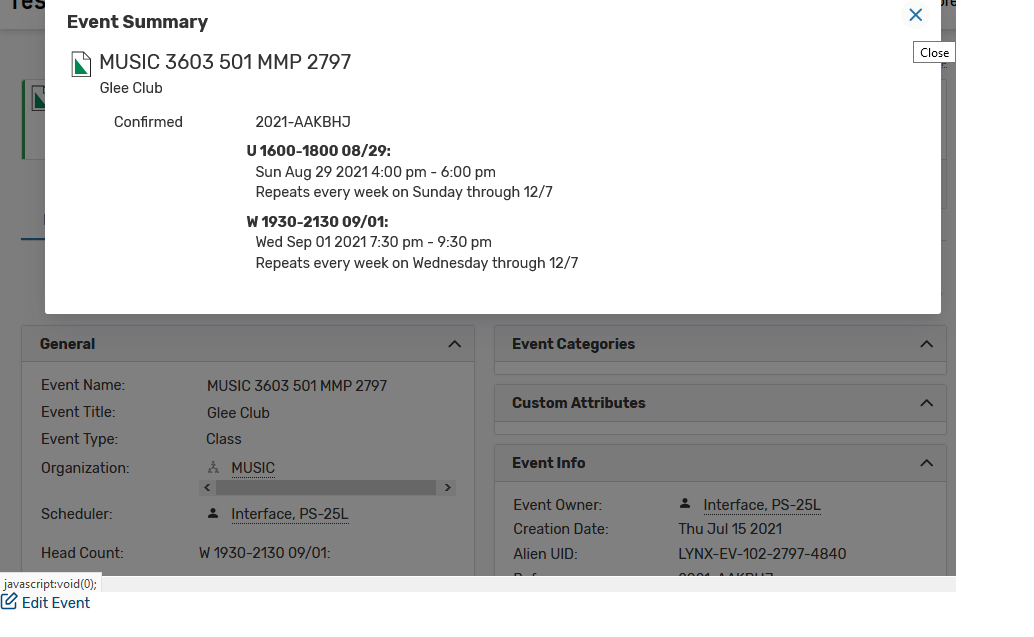 Event Summary
Close
MUSIC 3603 501 MMP 2797
Glee Club
Confirmed 2021-AAKBHJ
U 1600-1800 08/29:
Sun Aug 29 2021 4:00 pm - 6:00 pm
Repeats every week on Sunday through 12/7
W 1930-2130 09/01:
Wed Sep 01 2021 7:30 pm - 9:30 pm
Repeats every week on Wednesday through 12/7
General
Event Name: MUSIC 3603 501 MMP 2797
Event Title: Glee Club
Event Type: Class
Organization: MUSIC
Scheduler: Interface, PS-25L
Head Count: W 1930-2130 09/01:
Event Categories
Custom Attributes
Event Info
Event Owner: Interface, PS-25L
Creation Date: Thu Jul 15 2021
Alien UID: LYNX-EV-102-2797-4840
javascript:void(0);
Edit Event